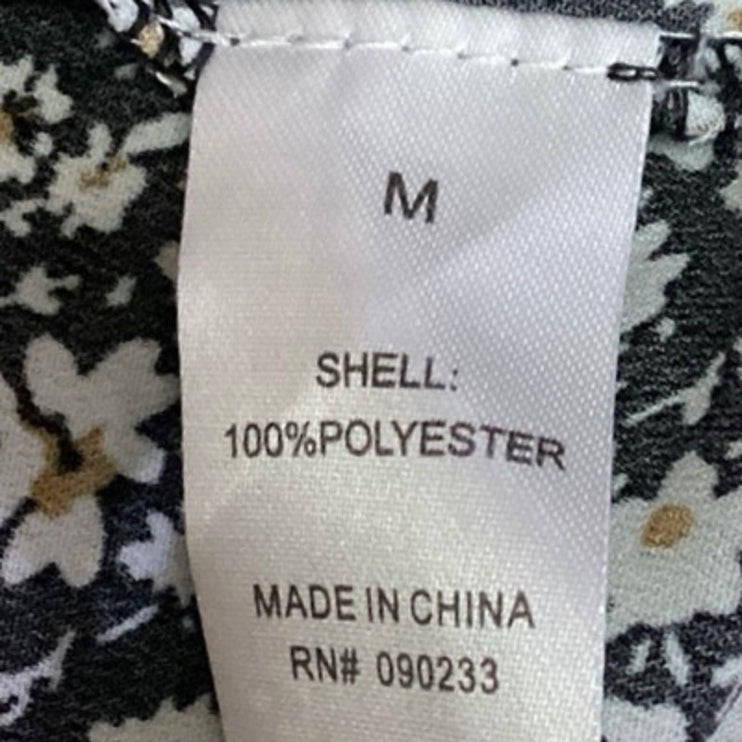 M
SHELL:
100%POLYESTER
MADE IN CHINA
RN# 090233